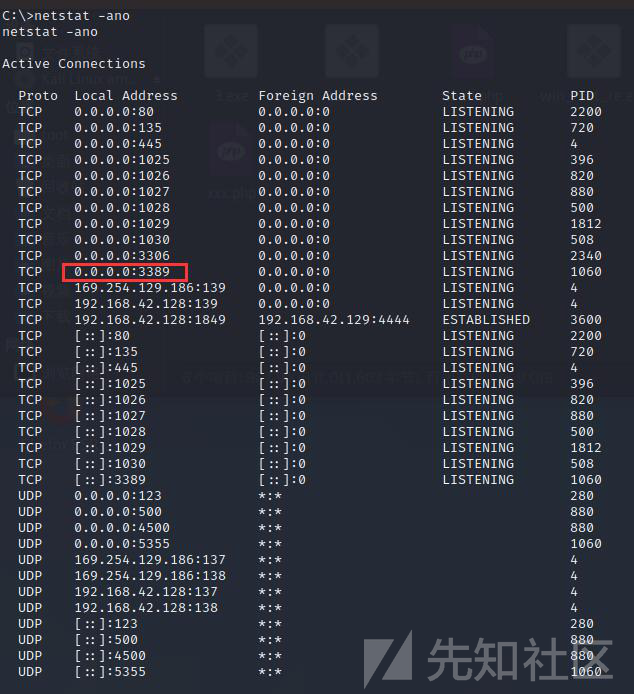 C:\>netstat -ano
netstat -ano
Active Connections
Proto Local Address Foreign Address State PID
TCP 0.0.0.0:80 0.0.0.0:0 LISTENING 2200
TCP 0.0.0.0:135 0.0.0.0:0 LISTENING 720
TCP 0.0.0.0:445 0.0.0.0:0 LISTENING 4
TCP 0.0.0.0:1025 0.0.0.0:0 LISTENING 396
TCP 0.0.0.0:1026 0.0.0.0:0 LISTENING 820
TCP 0.0.0.0:1027 0.0.0.0:0 LISTENING 880
TCP 0.0.0.0:1028 0.0.0.0:0 LISTENING 500
TCP 0.0.0.0:1029 0.0.0.0:0 LISTENING 1812
TCP 0.0.0.0:1030 0.0.0.0:0 LISTENING 508
TCP 0.0.0.0:3306 0.0.0.0:0 LISTENING 2340
TCP 0.0.0.0:3389 0.0.0.0:0 LISTENING 1060
TCP 169.254.129.186:139 0.0.0.0:0 LISTENING 4
TCP 192.168.42.128:139 0.0.0.0:0 LISTENING 4
TCP 192.168.42.128:1849 192.168.42.129:4444 ESTABLISHED 3600
TCP [::]:80 [::]:0 LISTENING 2200
TCP [::]:135 [::]:0 LISTENING 720
TCP [::]:445 [::]:0 LISTENING 4
TCP [::]:1025 [::]:0 LISTENING 396
TCP [::]:1026 [::]:0 LISTENING 820
TCP [::]:1027 [::]:0 LISTENING 880
TCP [::]:1028 [::]:0 LISTENING 500
TCP [::]:1029 [::]:0 LISTENING 1812
TCP [::]:1030 [::]:0 LISTENING 508
TCP [::]:3389 [::]:0 LISTENING 1060
UDP 0.0.0.0:123 *:* 280
UDP 0.0.0.0:500 *:* 880
UDP 0.0.0.0:4500 *:* 880
UDP 0.0.0.0:5355 *:* 1060
UDP 169.254.129.186:137 *:* 4
UDP 169.254.129.186:138 *:* 4
UDP 192.168.42.128:137 *:* 4
UDP 192.168.42.128:138 *:* 4
UDP [::]:123 *:* 280
UDP [::]:500 *:* 880
UDP [::]:4500 *:* 880
UDP [::]:5355 *:* 1060
先知社区